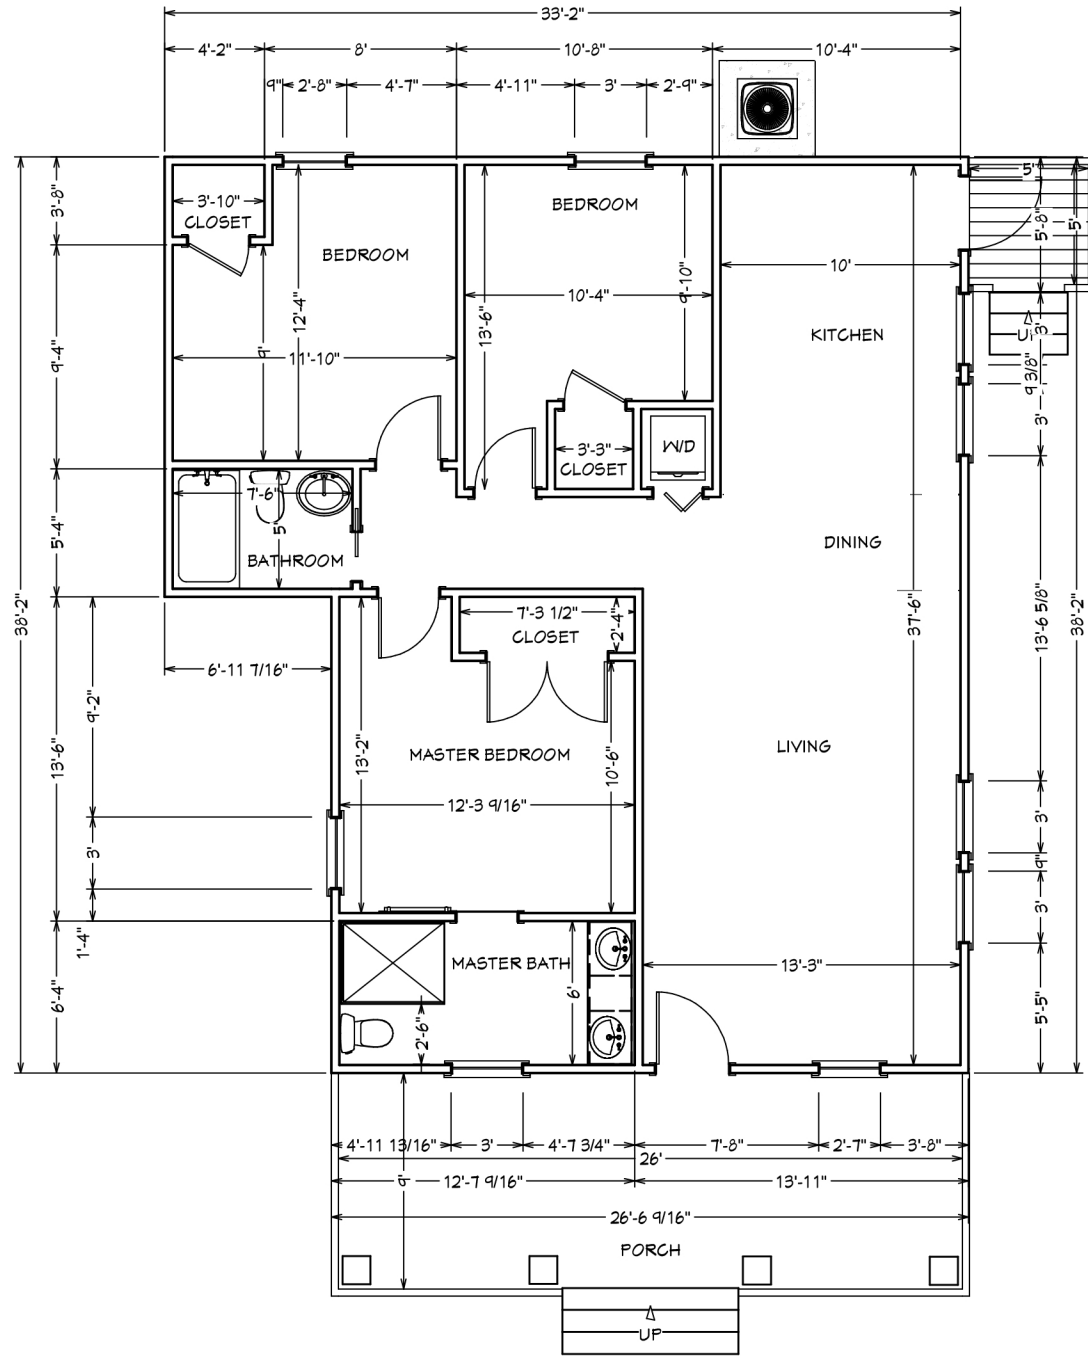 33'-2"
4'-2" 8' 10'-8" 10'-4"
9" 2'-8" 4'-7" 4'-11" 3' 2'-9"
5'
3'-8"
3'-10"
CLOSET
BEDROOM
5'-8"
5'
BEDROOM
10'
9'-10"
10'-4"
12'-4"
13'-6"
KITCHEN
UP
3'
9'-4"
9'
11'-10"
9 3/8"
3'
W/D
3'-3"
CLOSET
7'-6"
5'
5'-4"
BATHROOM
DINING
38'-2"
7'-3 1/2"
CLOSET
2'-4"
37'-6"
13'-6 5/8"
38'-2"
6'-11 7/16"
9'-2"
13'-6"
13'-2"
MASTER BEDROOM
10'-6"
LIVING
12'-3 9/16"
3'
3'
9"
3'
1'-4"
MASTER BATH
13'-3"
6'
6'-4"
2'-6"
5'-5"
4'-11 13/16" 3' 4'-7 3/4" 7'-8" 2'-7" 3'-8"
26'
9'
12'-7 9/16" 13'-11"
26'-6 9/16"
PORCH
UP